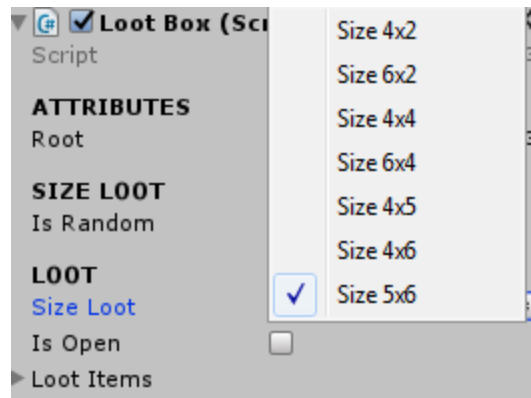 Loot Box (Scr
Script
ATTRIBUTES
Root
SIZE LOOT
Is Random
LOOT
Size Loot
Is Open
Loot Items
Size 4x2
Size 6x2
Size 4x4
Size 6x4
Size 4x5
Size 4x6
Size 5x6